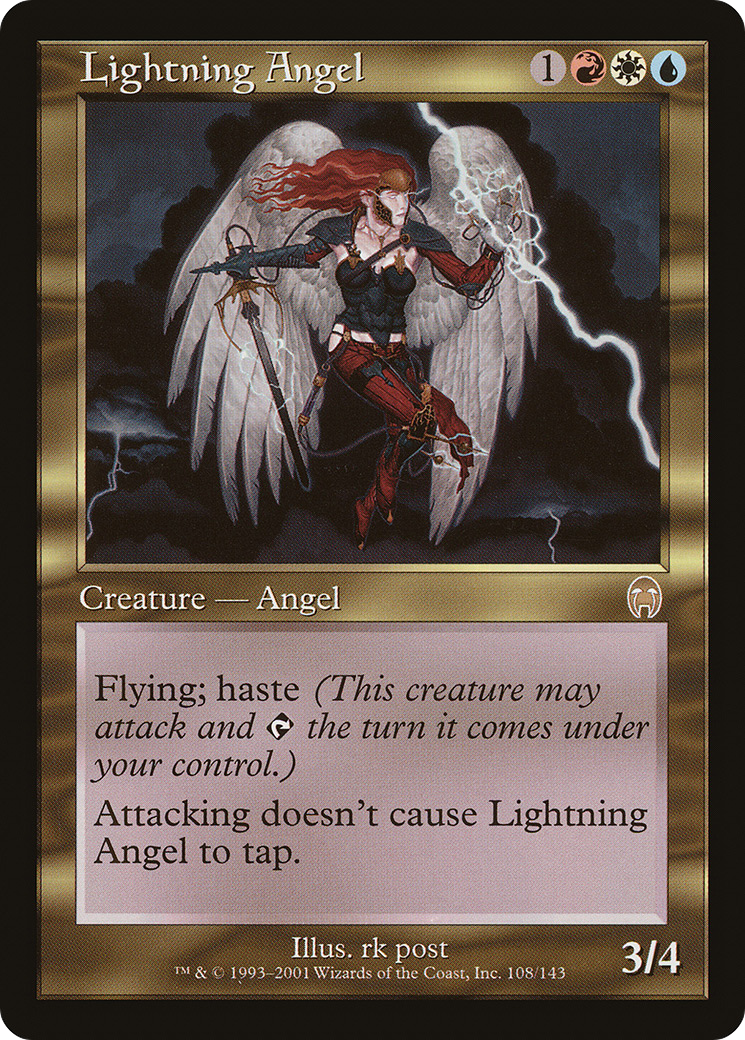 Lightning Angel 1
Creature — Angel
Flying; haste (This creature may
attack and the turn it comes under
your control.)
Attacking doesn't cause Lightning
Angel to tap.
Illus. rk post
™ & © 1993–2001 Wizards of the Coast, Inc. 108/143
3/4